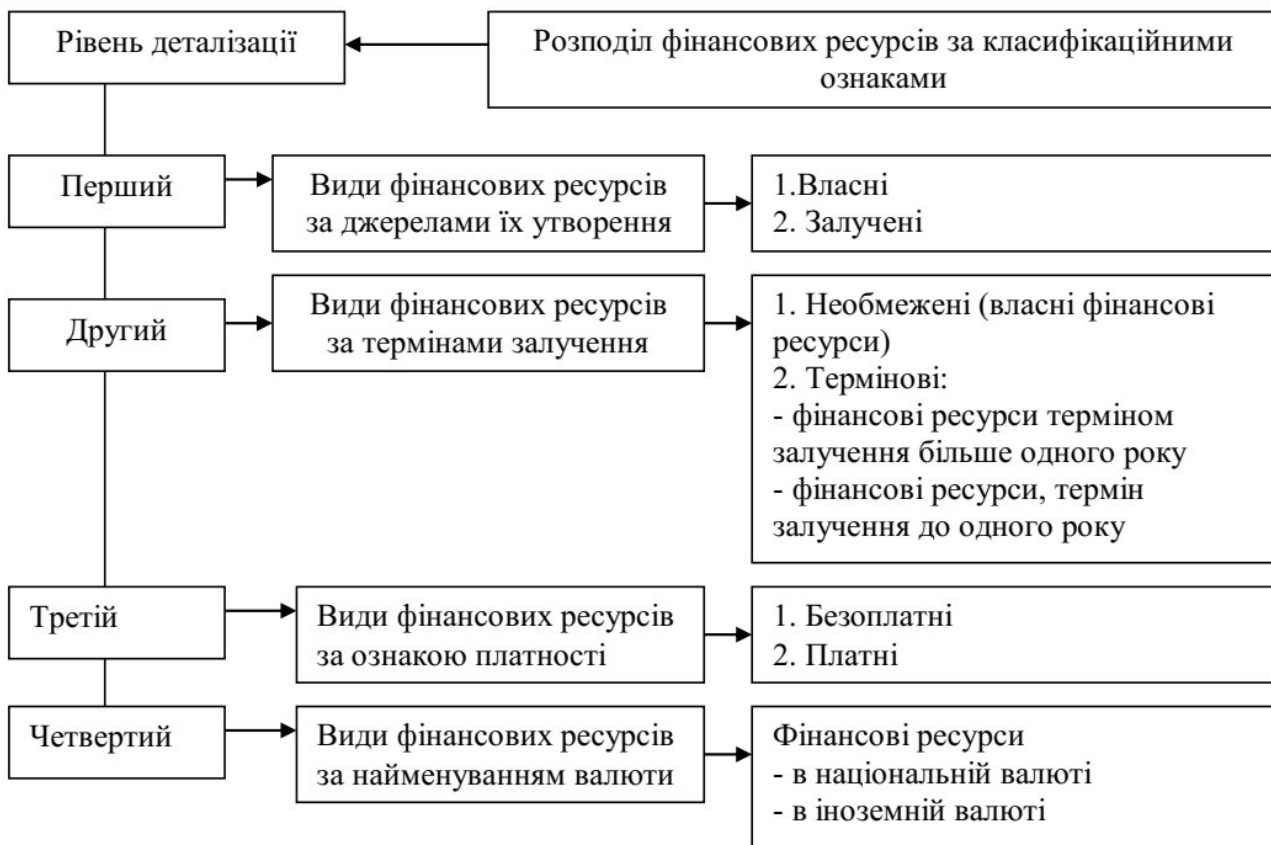 Рівень деталізації
Розподіл фінансових ресурсів за класифікаційними
ознаками
Перший
Види фінансових ресурсів
за джерелами їх утворення
1.Власні
2. Залучені
Другий
Види фінансових ресурсів
за термінами залучення
1. Необмежені (власні фінансові
ресурси)
2. Термінові:
- фінансові ресурси терміном
залучення більше одного року
- фінансові ресурси, термін
залучення до одного року
Третій
Види фінансових ресурсів
за ознакою платності
1. Безоплатні
2. Платні
Четвертий
Види фінансових ресурсів
за найменуванням валюти
Фінансові ресурси
- в національній валюті
- в іноземній валюті